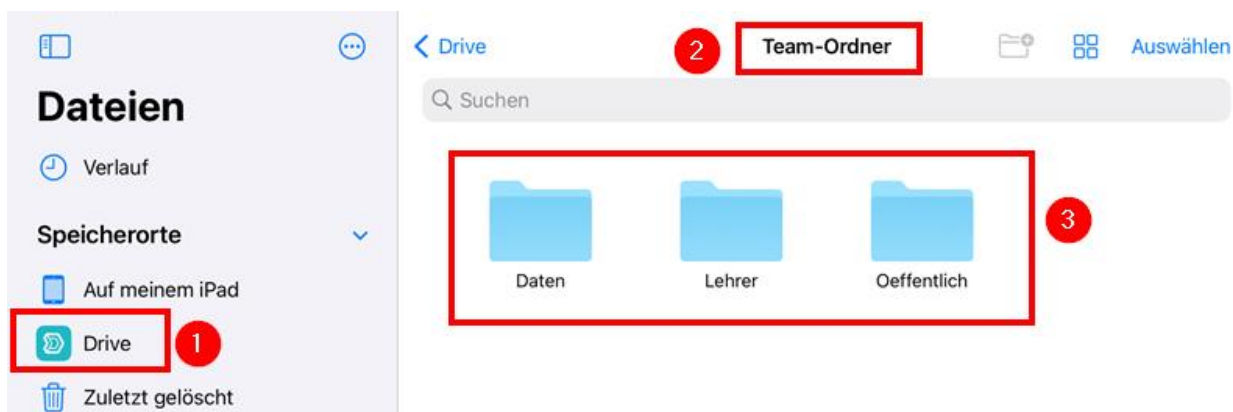 Dateien
Verlauf
Speicherorte
Auf meinem iPad
Drive
1
Zuletzt gelöscht
Drive
2
Team-Ordner
Auswählen
Suchen
Daten
Lehrer
Oeffentlich
3